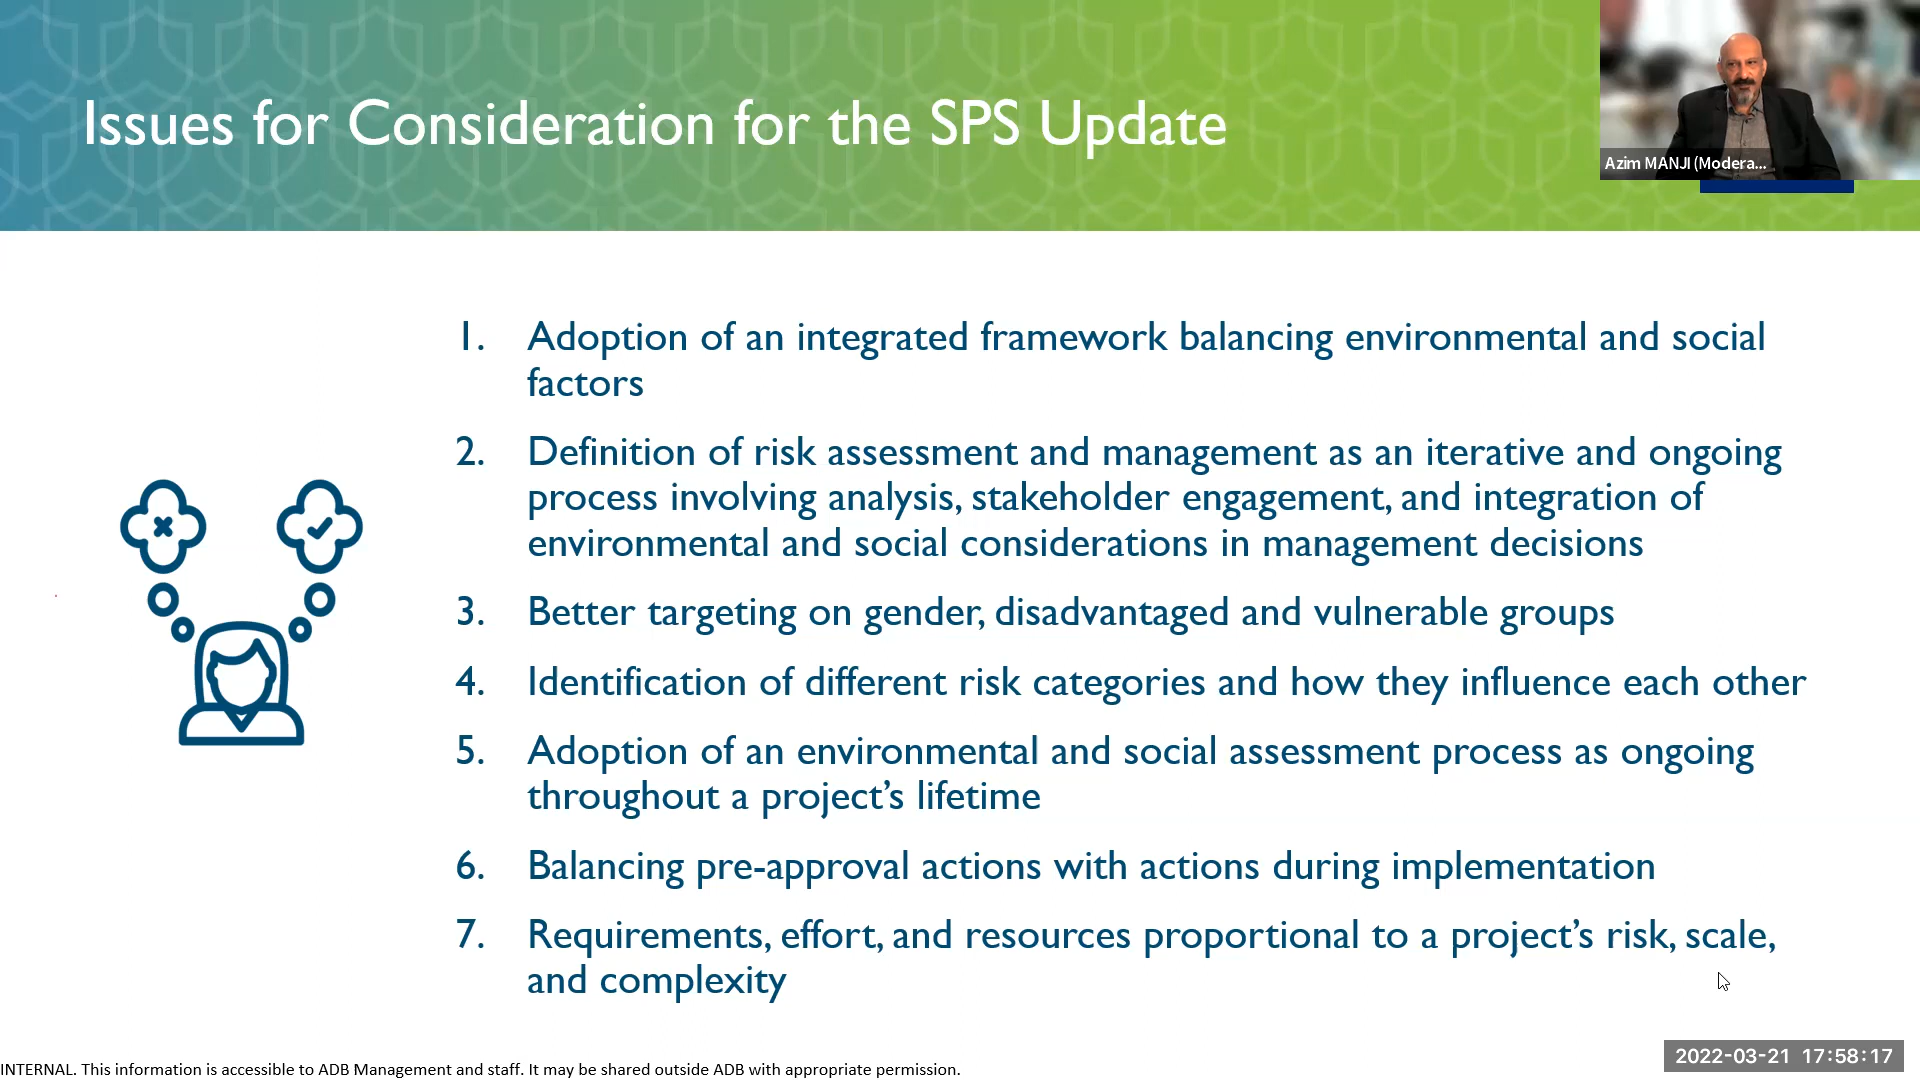 Issues for Consideration for the SPS Update
Azim MANJI (Modera...
1. Adoption of an integrated framework balancing environmental and social
factors
2. Definition of risk assessment and management as an iterative and ongoing
process involving analysis, stakeholder engagement, and integration of
environmental and social considerations in management decisions
3. Better targeting on gender, disadvantaged and vulnerable groups
4. Identification of different risk categories and how they influence each other
5. Adoption of an environmental and social assessment process as ongoing
throughout a project’s lifetime
6. Balancing pre-approval actions with actions during implementation
7. Requirements, effort, and resources proportional to a project’s risk, scale,
and complexity
INTERNAL. This information is accessible to ADB Management and staff. It may be shared outside ADB with appropriate permission.
2022-03-21 17:58:17